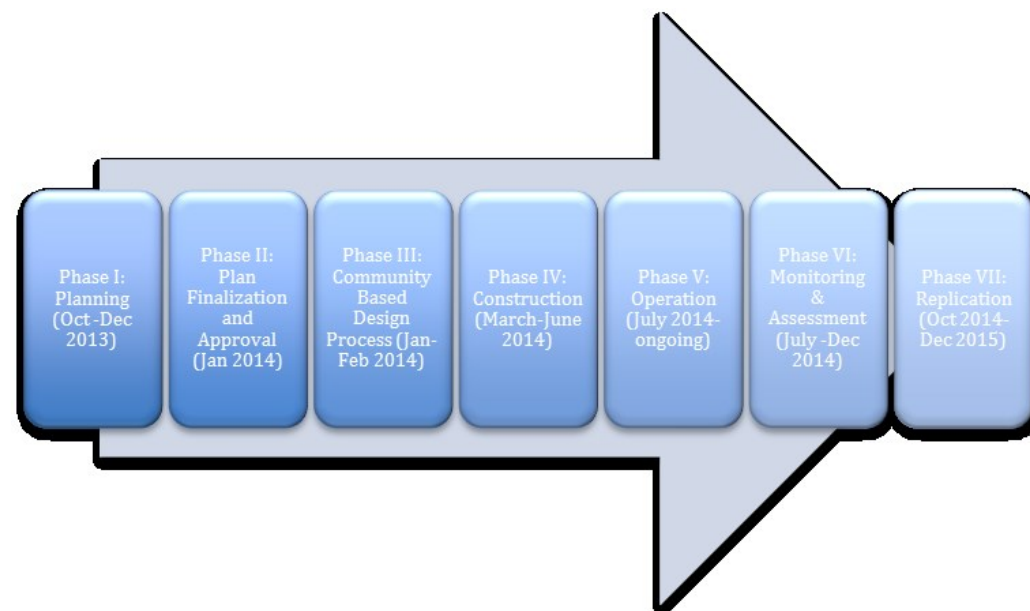 Phase I:
Planning
(Oct -Dec
2013)
Phase II:
Plan
Finalization
and
Approval
(Jan 2014)
Phase III:
Community
Based
Design
Process (Jan-
Feb 2014)
Phase IV:
Construction
(March-June
2014)
Phase V:
Operation
(July 2014-
ongoing)
Phase VI:
Monitoring
&
Assessment
(July -Dec
2014)
Phase VII:
Replication
(Oct 2014-
Dec 2015)